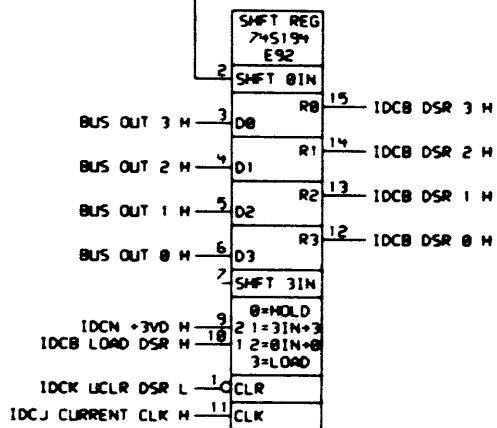 SHFT REG
74S194
E92
2 SHFT 0IN
BUS OUT 3 H 3 D0 R0 15 IDCB DSR 3 H
BUS OUT 2 H 4 D1 R1 14 IDCB DSR 2 H
BUS OUT 1 H 5 D2 R2 13 IDCB DSR 1 H
BUS OUT 0 H 6 D3 R3 12 IDCB DSR 0 H
7 SHFT 3IN
0=HOLD
IDCN +3VD H 9 2 1=3IN→3
IDCB LOAD DSR H 10 1 2=0IN→0
3=LOAD
IDCK UCLR DSR L 1 CLR
IDCJ CURRENT CLK H 11 CLK